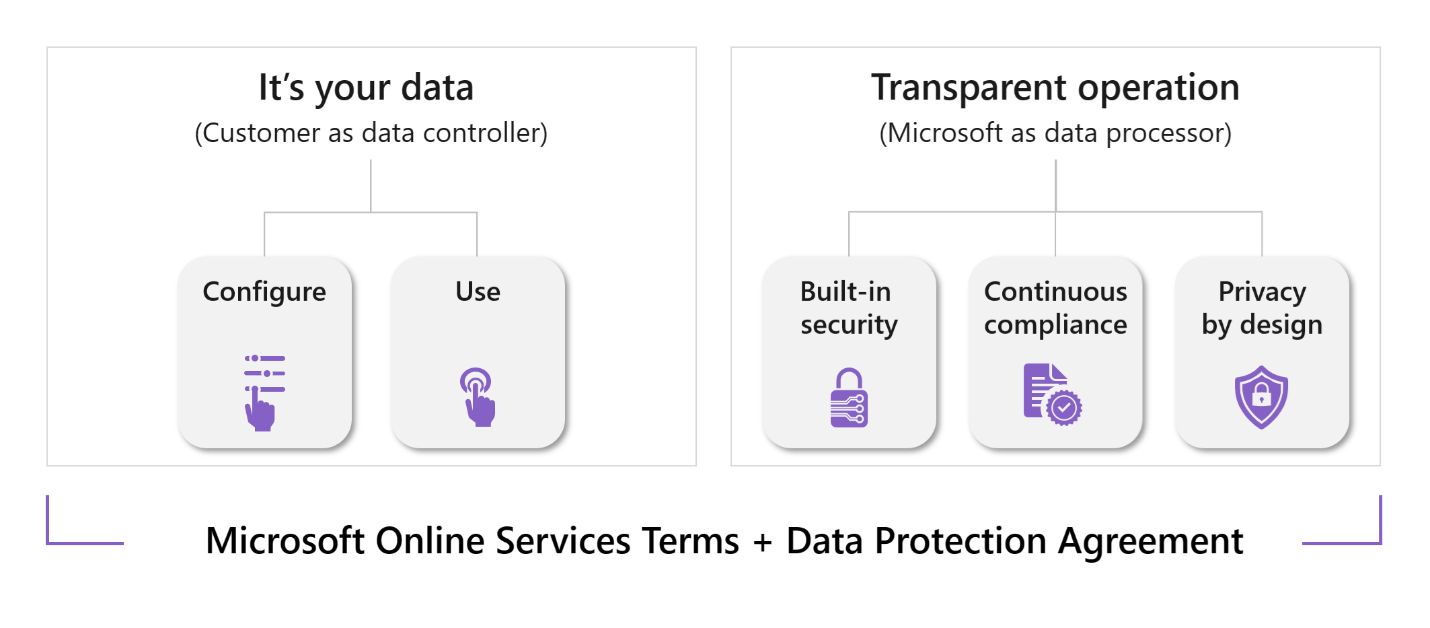 It’s your data
(Customer as data controller)
Configure
Use
Transparent operation
(Microsoft as data processor)
Built-in
security
Continuous
compliance
Privacy
by design
Microsoft Online Services Terms + Data Protection Agreement